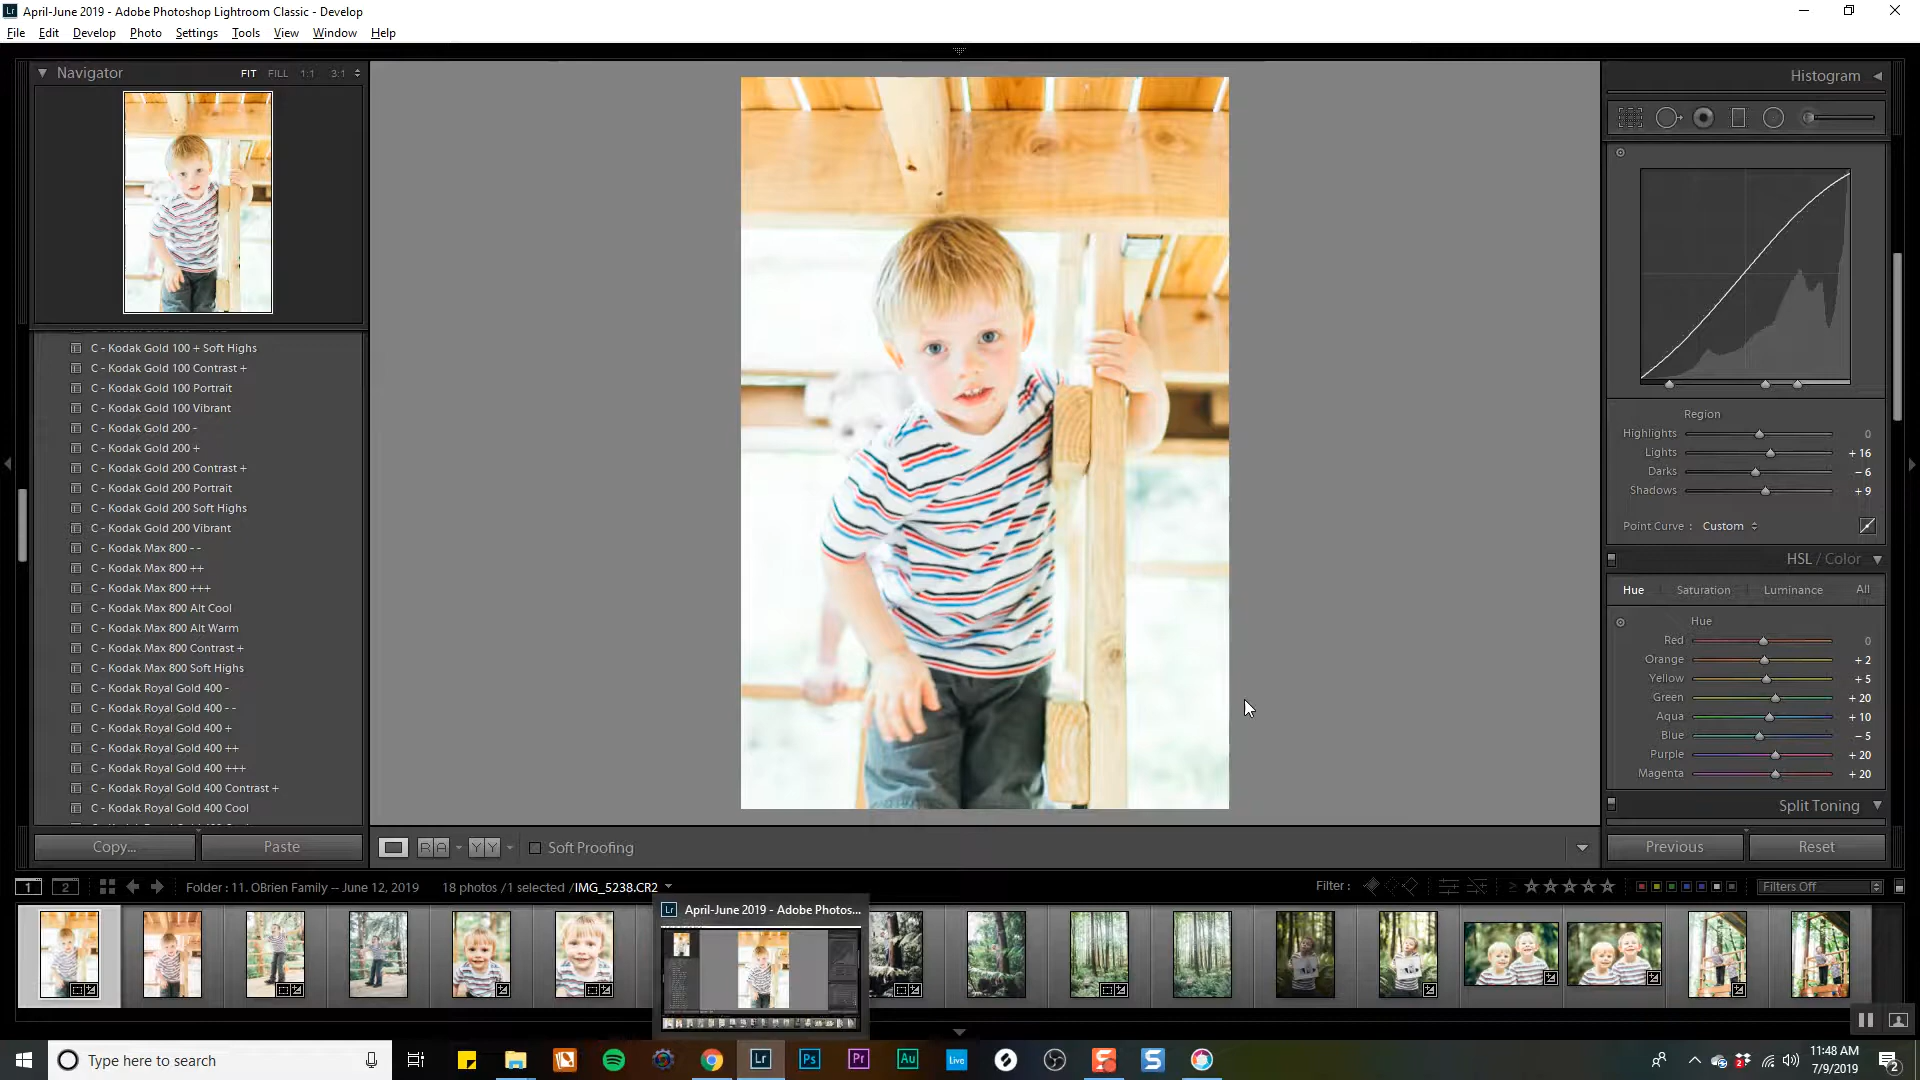 April-June 2019 - Adobe Photoshop Lightroom Classic - Develop
File Edit Develop Photo Settings Tools View Window Help
Navigator FIT FILL 1:1 3:1
C - Kodak Gold 100 + Soft Highs
C - Kodak Gold 100 Contrast +
C - Kodak Gold 100 Portrait
C - Kodak Gold 100 Vibrant
C - Kodak Gold 200 -
C - Kodak Gold 200 +
C - Kodak Gold 200 Contrast +
C - Kodak Gold 200 Portrait
C - Kodak Gold 200 Soft Highs
C - Kodak Gold 200 Vibrant
C - Kodak Max 800 - -
C - Kodak Max 800 ++
C - Kodak Max 800 +++
C - Kodak Max 800 Alt Cool
C - Kodak Max 800 Alt Warm
C - Kodak Max 800 Contrast +
C - Kodak Max 800 Soft Highs
C - Kodak Royal Gold 400 -
C - Kodak Royal Gold 400 - -
C - Kodak Royal Gold 400 +
C - Kodak Royal Gold 400 ++
C - Kodak Royal Gold 400 +++
C - Kodak Royal Gold 400 Contrast +
C - Kodak Royal Gold 400 Cool
Copy... Paste
Soft Proofing
Histogram
Region
Highlights 0
Lights + 16
Darks - 6
Shadows + 9
Point Curve : Custom
HSL / Color
Hue Saturation Luminance All
Hue
Red 0
Orange + 2
Yellow + 5
Green + 20
Aqua + 10
Blue - 5
Purple + 20
Magenta + 20
Split Toning
Previous Reset
1 2 Folder : 11. OBrien Family -- June 12, 2019 18 photos / 1 selected / IMG_5238.CR2 Filter : Filters Off
Lr April-June 2019 - Adobe Photos...
Type here to search
Lr Ps Pr Au Live S
11:48 AM
7/9/2019
2